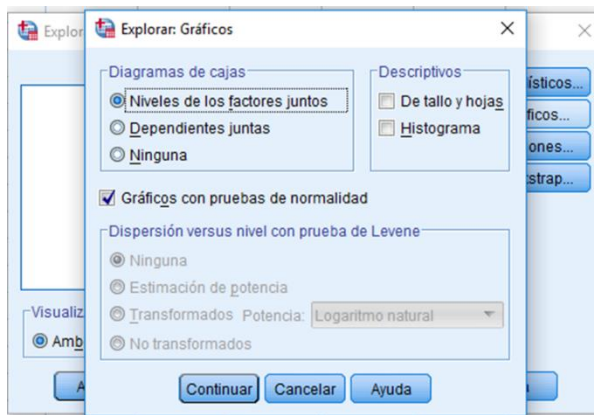 Explor
Explorar: Gráficos
Diagramas de cajas
Niveles de los factores juntos
Dependientes juntas
Ninguna
Descriptivos
De tallo y hojas
Histograma
Gráficos con pruebas de normalidad
Dispersión versus nivel con prueba de Levene
Ninguna
Estimación de potencia
Transformados Potencia: Logaritmo natural
No transformados
Continuar Cancelar Ayuda
ísticos...
ficos...
ones...
strap...
Visualiz
Amb
A